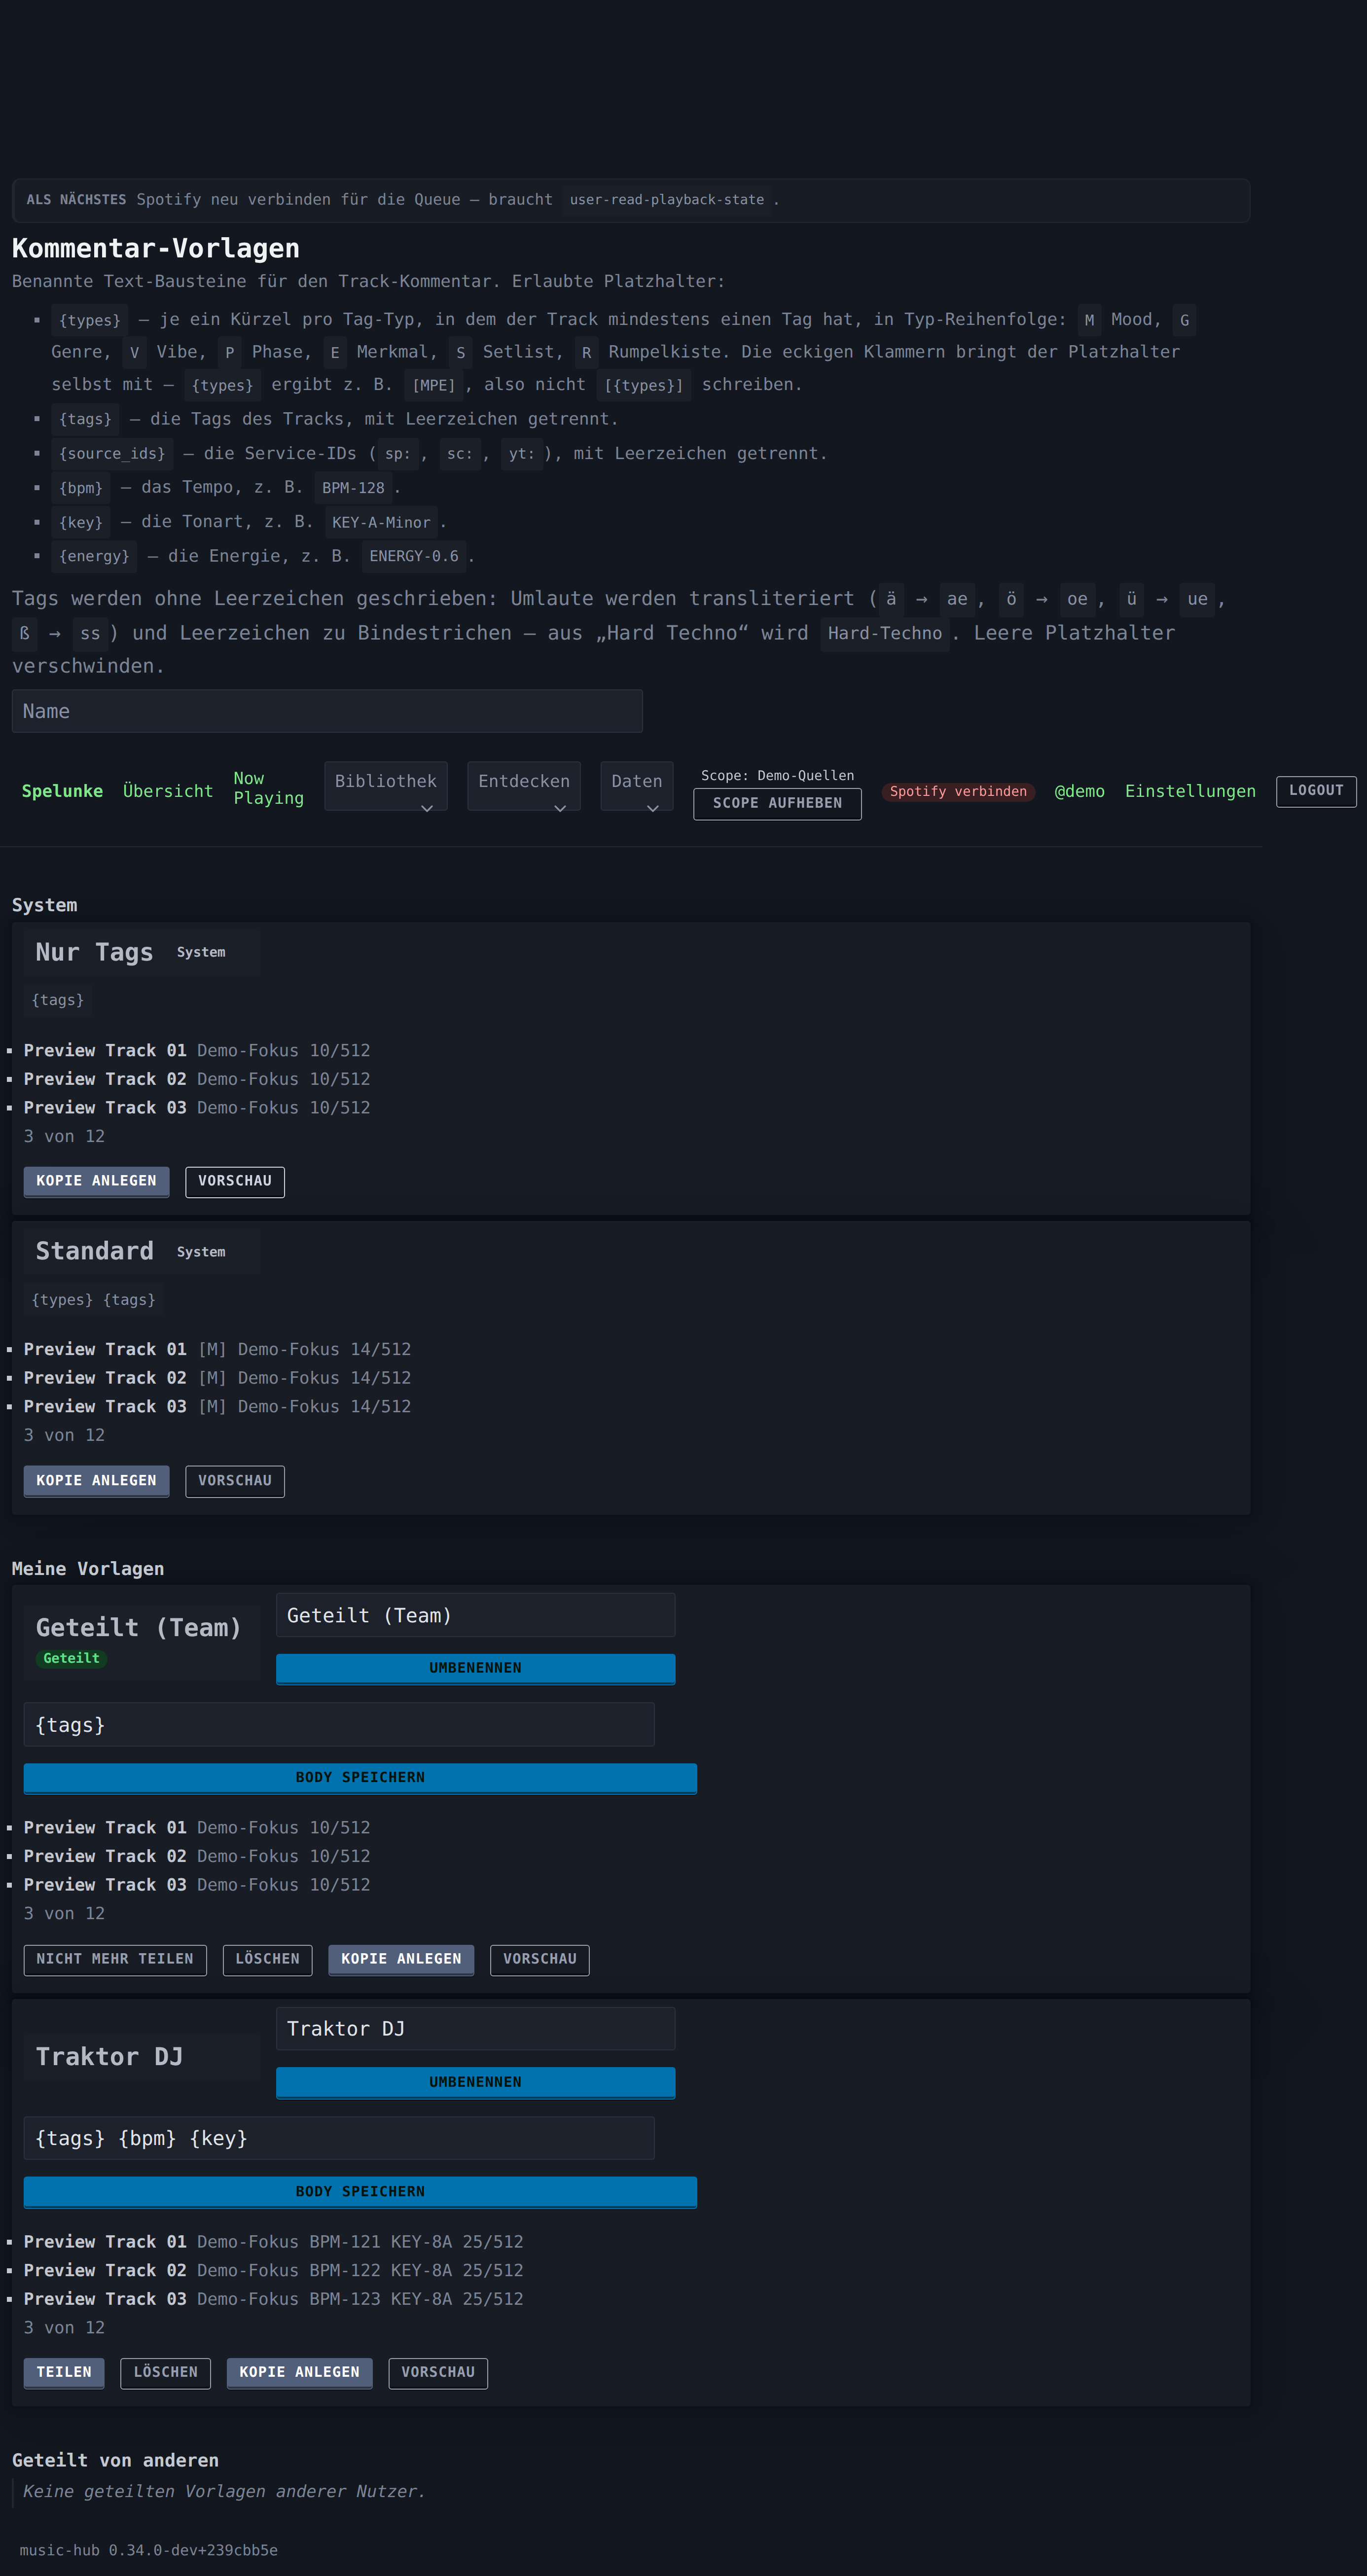 ALS NÄCHSTES Spotify neu verbinden für die Queue — braucht user-read-playback-state.
Kommentar-Vorlagen
Benannte Text-Bausteine für den Track-Kommentar. Erlaubte Platzhalter:
{types} — je ein Kürzel pro Tag-Typ, in dem der Track mindestens einen Tag hat, in Typ-Reihenfolge: M Mood, G
Genre, V Vibe, P Phase, E Merkmal, S Setlist, R Rumpelkiste. Die eckigen Klammern bringt der Platzhalter
selbst mit — {types} ergibt z. B. [MPE], also nicht [{types}] schreiben.
{tags} — die Tags des Tracks, mit Leerzeichen getrennt.
{source_ids} — die Service-IDs (sp:, sc:, yt:), mit Leerzeichen getrennt.
{bpm} — das Tempo, z. B. BPM-128.
{key} — die Tonart, z. B. KEY-A-Minor.
{energy} — die Energie, z. B. ENERGY-0.6.
Tags werden ohne Leerzeichen geschrieben: Umlaute werden transliteriert (ä → ae, ö → oe, ü → ue,
ß → ss) und Leerzeichen zu Bindestrichen — aus „Hard Techno“ wird Hard-Techno. Leere Platzhalter
verschwinden.
Name
Spelunke Übersicht Now Playing Bibliothek Entdecken Daten Scope: Demo-Quellen SCOPE AUFHEBEN Spotify verbinden @demo Einstellungen LOGOUT
System
Nur Tags System
{tags}
Preview Track 01 Demo-Fokus 10/512
Preview Track 02 Demo-Fokus 10/512
Preview Track 03 Demo-Fokus 10/512
3 von 12
KOPIE ANLEGEN VORSCHAU
Standard System
{types} {tags}
Preview Track 01 [M] Demo-Fokus 14/512
Preview Track 02 [M] Demo-Fokus 14/512
Preview Track 03 [M] Demo-Fokus 14/512
3 von 12
KOPIE ANLEGEN VORSCHAU
Meine Vorlagen
Geteilt (Team)
Geteilt
Geteilt (Team)
UMBENENNEN
{tags}
BODY SPEICHERN
Preview Track 01 Demo-Fokus 10/512
Preview Track 02 Demo-Fokus 10/512
Preview Track 03 Demo-Fokus 10/512
3 von 12
NICHT MEHR TEILEN LÖSCHEN KOPIE ANLEGEN VORSCHAU
Traktor DJ
Traktor DJ
UMBENENNEN
{tags} {bpm} {key}
BODY SPEICHERN
Preview Track 01 Demo-Fokus BPM-121 KEY-8A 25/512
Preview Track 02 Demo-Fokus BPM-122 KEY-8A 25/512
Preview Track 03 Demo-Fokus BPM-123 KEY-8A 25/512
3 von 12
TEILEN LÖSCHEN KOPIE ANLEGEN VORSCHAU
Geteilt von anderen
Keine geteilten Vorlagen anderer Nutzer.
music-hub 0.34.0-dev+239cbb5e